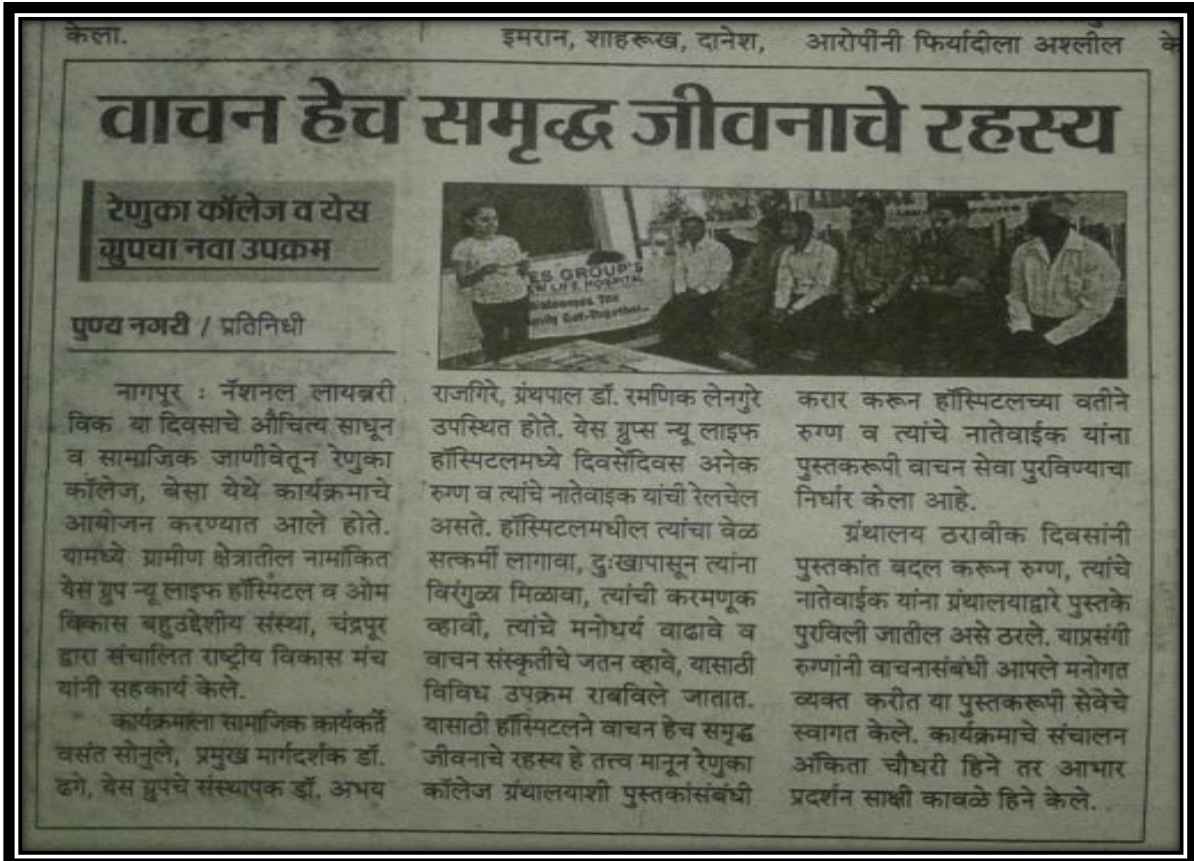 केला.
इमरान, शाहरूख, दानेश,
आरोपींनी फिर्यादीला अश्लील
के
वाचन हेच समृद्ध जीवनाचे रहस्य
रेणुका कॉलेज व येस
ग्रुपचा नवा उपक्रम
पुण्य नगरी / प्रतिनिधी
ES GROUP'S
LIFE HOSPITAL
Welcomes You
Family Get-Together...
नागपूर : नॅशनल लायब्ररी
विक या दिवसाचे औचित्य साधून
व सामाजिक जाणीवेतून रेणुका
कॉलेज, बेसा येथे कार्यक्रमाचे
आयोजन करण्यात आले होते.
यामध्ये ग्रामीण क्षेत्रातील नामांकित
येस ग्रुप न्यू लाइफ हॉस्पिटल व ओम
विकास बहुउद्देशीय संस्था, चंद्रपूर
द्वारा संचालित राष्ट्रीय विकास मंच
यांनी सहकार्य केले.
कार्यक्रमाला सामाजिक कार्यकर्ते
वसंत सोनुले, प्रमुख मार्गदर्शक डॉ.
ढगे, येस ग्रुपचे संस्थापक डॉ. अभय
राजगिरे, ग्रंथपाल डॉ. रमणिक लेनगुरे
उपस्थित होते. येस ग्रुप्स न्यू लाइफ
हॉस्पिटलमध्ये दिवसेंदिवस अनेक
रुग्ण व त्यांचे नातेवाइक यांची रेलचेल
असते. हॉस्पिटलमधील त्यांचा वेळ
सत्कर्मी लागावा, दुःखापासून त्यांना
विरंगुळा मिळावा, त्यांची करमणूक
व्हावी, त्यांचे मनोधर्य वाढावे व
वाचन संस्कृतीचे जतन व्हावे, यासाठी
विविध उपक्रम राबविले जातात.
यासाठी हॉस्पिटलने वाचन हेच समृद्ध
जीवनाचे रहस्य हे तत्त्व मानून रेणुका
कॉलेज ग्रंथालयाशी पुस्तकांसंबंधी
करार करून हॉस्पिटलच्या वतीने
रुग्ण व त्यांचे नातेवाईक यांना
पुस्तकरूपी वाचन सेवा पुरविण्याचा
निर्धार केला आहे.
ग्रंथालय ठरावीक दिवसांनी
पुस्तकांत बदल करून रुग्ण, त्यांचे
नातेवाईक यांना ग्रंथालयाद्वारे पुस्तके
पुरविली जातील असे ठरले. याप्रसंगी
रुग्णांनी वाचनासंबंधी आपले मनोगत
व्यक्त करीत या पुस्तकरूपी सेवेचे
स्वागत केले. कार्यक्रमाचे संचालन
अंकिता चौधरी हिने तर आभार
प्रदर्शन साक्षी कावळे हिने केले.